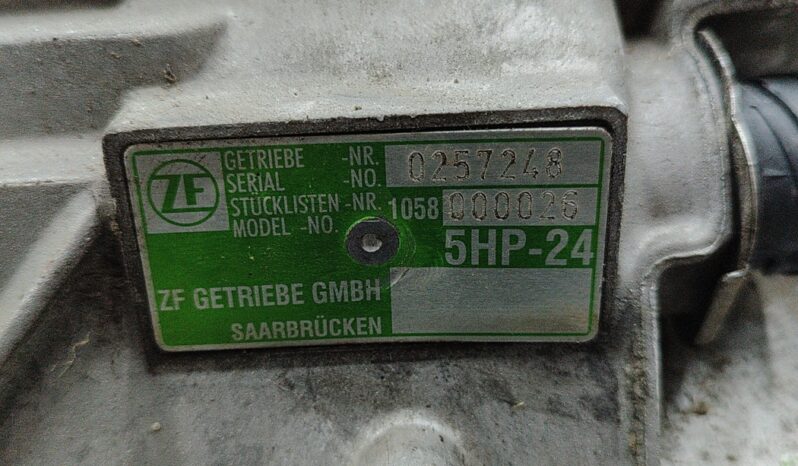 ZF
GETRIEBE -NR. 0257248
SERIAL -NO.
STÜCKLISTEN-NR. 1058 000026
MODEL -NO.
5HP-24
ZF GETRIEBE GMBH
SAARBRÜCKEN